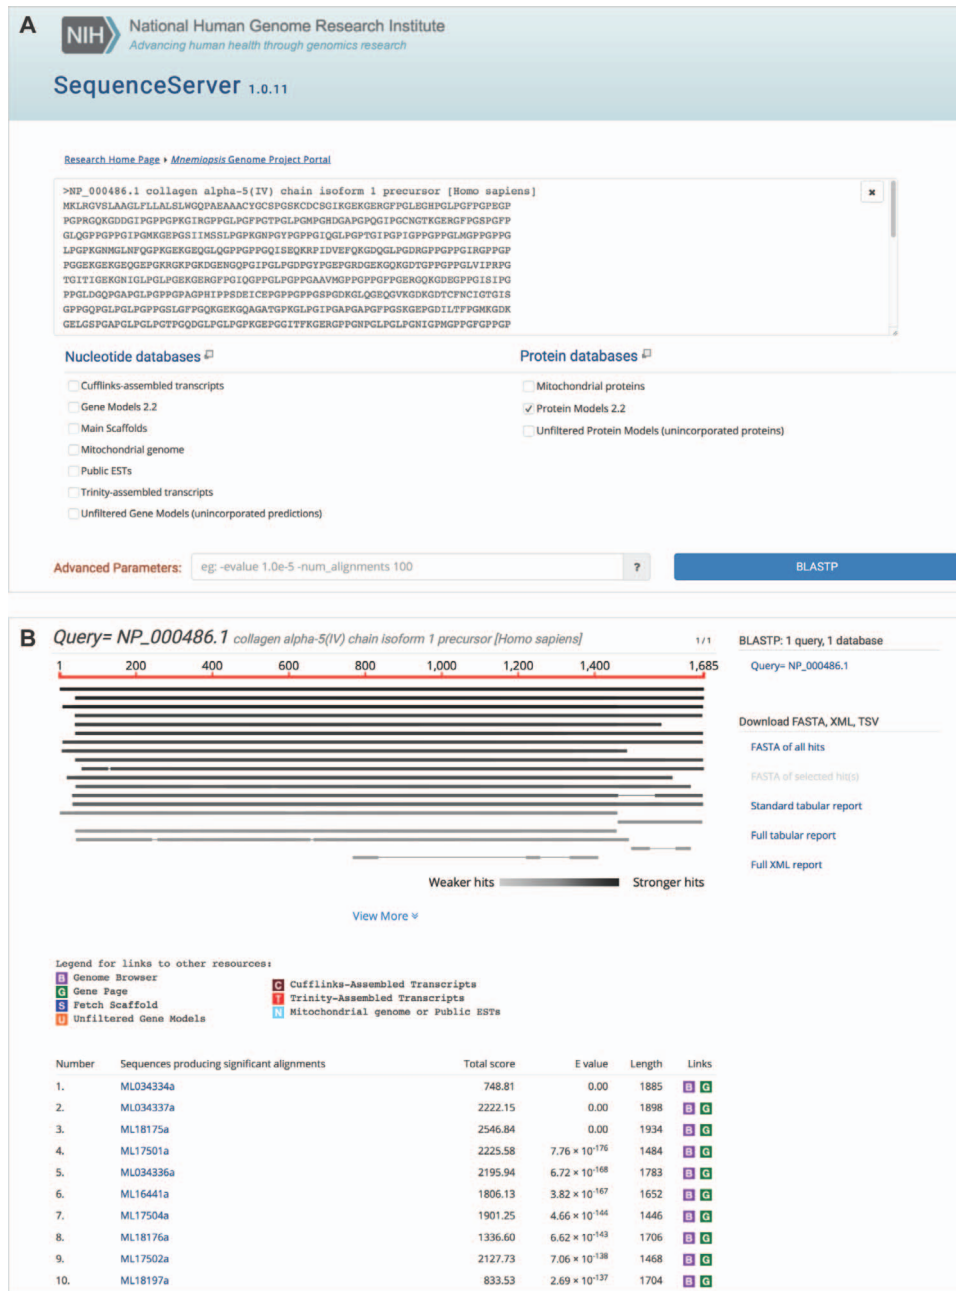 A
NIH
National Human Genome Research Institute
Advancing human health through genomics research
SequenceServer 1.0.11
Research Home Page ▸ Mnemiopsis Genome Project Portal
>NP_000486.1 collagen alpha-5(IV) chain isoform 1 precursor [Homo sapiens]
MKLRGVSLAAGLFLLALSLWGQPAEAAACYGCSPGSKCDCSGIKGEKGERGFPGLEGHPGLPGFPGPEGP
PGPRGQKGDDGIPGPPGPKGIRGPPGLPGFPGTPGLPGMPGHDGAPGPQGIPGCNGTKGERGFPGSPGFP
GLQGPPGPPGIPGMKGEPGSIIMSSLPGPKGNPGYPGPPGIQGLPGPTGIPGPIGPPGPPGLMGPPGPPG
LPGPKGNMGLNFQGPKGEKGEQGLQGPPGPPGQISEQKRPIDVEFQKGDQGLPGDRGPPGPPGIRGPPGP
PGGEKGEKGEQGEPGKRGKPGKDGENGQPGIPGLPGDPGYPGEPGRDGEKGQKGDTGPPGPPGLVIPRPG
TGITIGEKGNIGLPGLPGEKGERGFPGIQGPPGLPGPPGAAVMGPPGPPGFPGERGQKGDEGPPGISIPG
PPGLDGQPGAPGLPGPPGPAGPHIPPSDEICEPGPPGPPGSPGDKGLQGEQGVKGDKGDTCFNCIGTGIS
GPPGQPGLPGLPGPPGSLGFPGQKGEKGQAGATGPKGLPGIPGAPGAPGFPGSKGEPGDILTFPGMKGDK
GELGSPGAPGLPGLPGTPGQDGLPGLPGPKGEPGGITFKGERGPPGNPGLPGLPGNIGPMGPPGFGPPGP
Nucleotide databases
Protein databases
Cufflinks-assembled transcripts
Mitochondrial proteins
Gene Models 2.2
Protein Models 2.2
Main Scaffolds
Unfiltered Protein Models (unincorporated proteins)
Mitochondrial genome
Public ESTs
Trinity-assembled transcripts
Unfiltered Gene Models (unincorporated predictions)
Advanced Parameters: eg: -evalue 1.0e-5 -num_alignments 100 ? BLASTP
B
Query= NP_000486.1 collagen alpha-5(IV) chain isoform 1 precursor [Homo sapiens] 1/1
BLASTP: 1 query, 1 database
1 200 400 600 800 1,000 1,200 1,400 1,685
Query= NP_000486.1
Download FASTA, XML, TSV
FASTA of all hits
FASTA of selected hit(s)
Standard tabular report
Full tabular report
Full XML report
Weaker hits Stronger hits
View More
Legend for links to other resources:
B Genome Browser
G Gene Page
S Fetch Scaffold
U Unfiltered Gene Models
C Cufflinks-Assembled Transcripts
T Trinity-Assembled Transcripts
N Mitochondrial genome or Public ESTs
Number Sequences producing significant alignments Total score E value Length Links
1. ML034334a 748.81 0.00 1885 B G
2. ML034337a 2222.15 0.00 1898 B G
3. ML18175a 2546.84 0.00 1934 B G
4. ML17501a 2225.58 7.76 × 10⁻¹⁷⁶ 1484 B G
5. ML034336a 2195.94 6.72 × 10⁻¹⁶⁸ 1783 B G
6. ML16441a 1806.13 3.82 × 10⁻¹⁶⁷ 1652 B G
7. ML17504a 1901.25 4.66 × 10⁻¹⁴⁴ 1446 B G
8. ML18176a 1336.60 6.62 × 10⁻¹⁴³ 1706 B G
9. ML17502a 2127.73 7.06 × 10⁻¹³⁸ 1468 B G
10. ML18197a 833.53 2.69 × 10⁻¹³⁷ 1704 B G